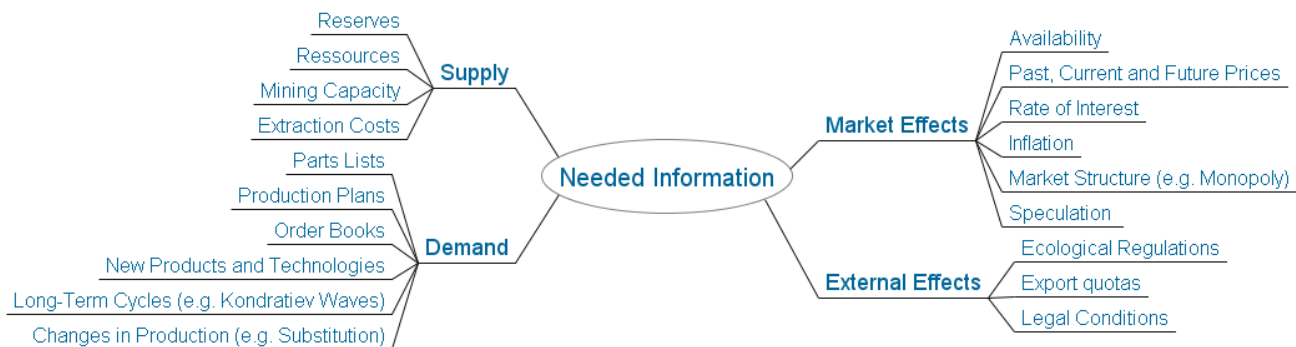 Needed Information
Supply
Reserves
Ressources
Mining Capacity
Extraction Costs
Demand
Parts Lists
Production Plans
Order Books
New Products and Technologies
Long-Term Cycles (e.g. Kondratiev Waves)
Changes in Production (e.g. Substitution)
Market Effects
Availability
Past, Current and Future Prices
Rate of Interest
Inflation
Market Structure (e.g. Monopoly)
Speculation
External Effects
Ecological Regulations
Export quotas
Legal Conditions